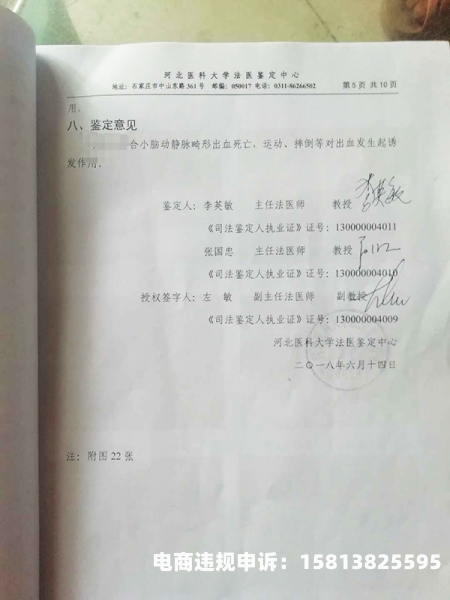 河北医科大学法医鉴定中心
地址：石家庄市中山东路361号 邮编：050017 电话：0311-86266502 第5页 共10页
用。
八、鉴定意见
合小脑动静脉畸形出血死亡，运动、摔倒等对出血发生起诱
发作用。
鉴定人：李英敏 主任法医师 教授
《司法鉴定人执业证》证号：130000004011
张国忠 主任法医师 教授
《司法鉴定人执业证》证号：130000004010
授权签字人：左 敏 副主任法医师 副教授
《司法鉴定人执业证》证号：130000004009
河北医科大学法医鉴定中心
二〇一八年六月十四日
注：附图22张
电商违规申诉：15813825595